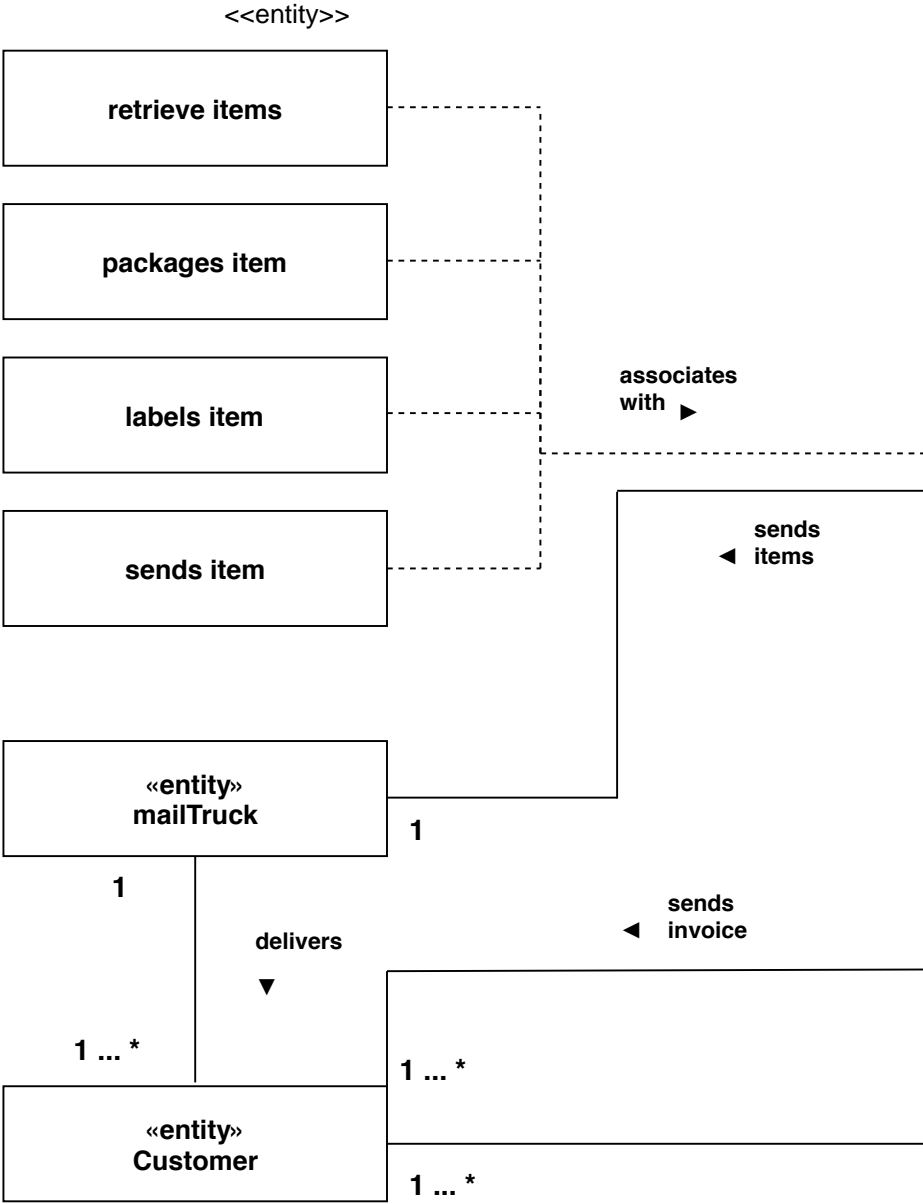 <<entity>>
retrieve items
packages item
labels item
associates
with ►
sends item
sends
◄ items
«entity»
mailTruck
1
1
sends
◄ invoice
delivers
▼
1 ... *
1 ... *
«entity»
Customer
1 ... *